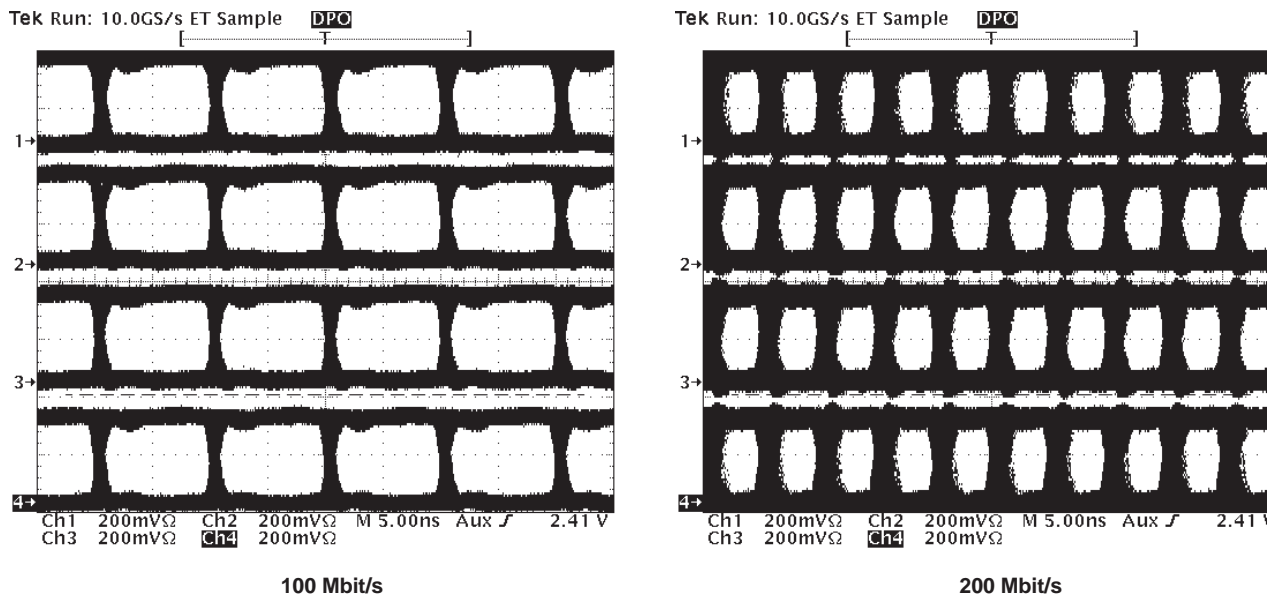 Tek Run: 10.0GS/s ET Sample DPO
[ T ]
1→
2→
3→
4→
Ch1 200mVΩ Ch2 200mVΩ M 5.00ns Aux ʃ 2.41 V
Ch3 200mVΩ Ch4 200mVΩ
100 Mbit/s
Tek Run: 10.0GS/s ET Sample DPO
[ T ]
1→
2→
3→
4→
Ch1 200mVΩ Ch2 200mVΩ M 5.00ns Aux ʃ 2.41 V
Ch3 200mVΩ Ch4 200mVΩ
200 Mbit/s